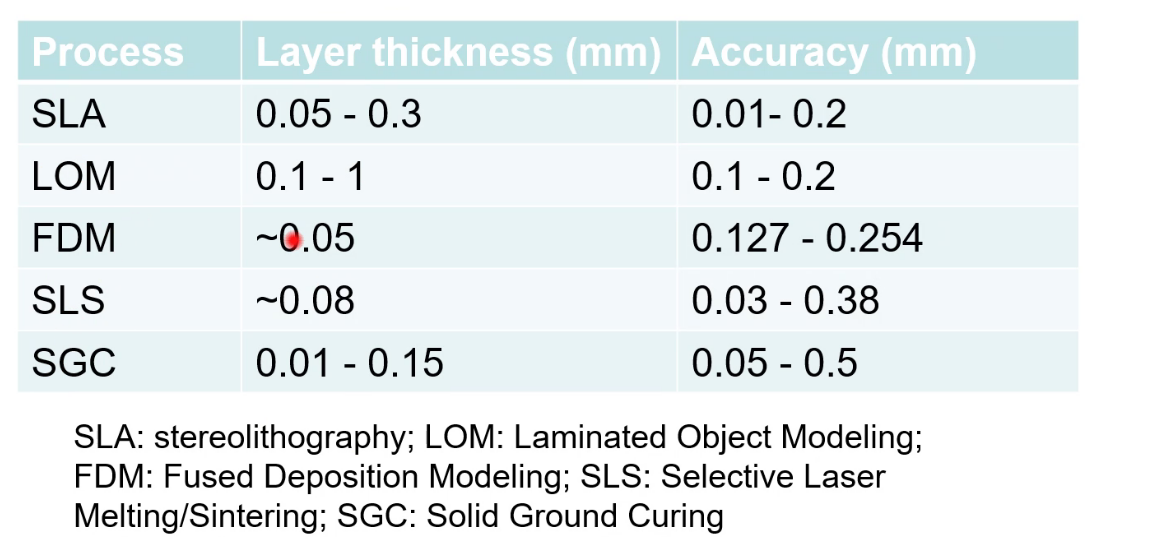 Process Layer thickness (mm) Accuracy (mm)
SLA 0.05 - 0.3 0.01- 0.2
LOM 0.1 - 1 0.1 - 0.2
FDM ~0.05 0.127 - 0.254
SLS ~0.08 0.03 - 0.38
SGC 0.01 - 0.15 0.05 - 0.5
SLA: stereolithography; LOM: Laminated Object Modeling;
FDM: Fused Deposition Modeling; SLS: Selective Laser
Melting/Sintering; SGC: Solid Ground Curing